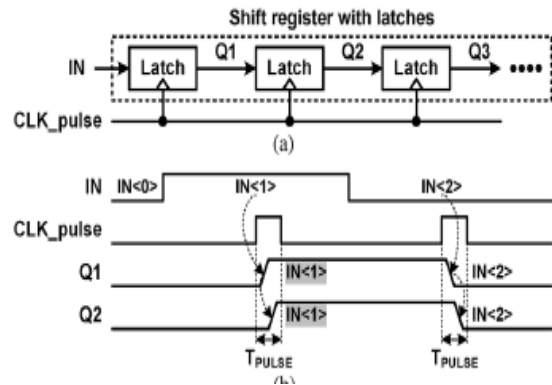 Shift register with latches
IN Latch Q1 Latch Q2 Latch Q3
CLK_pulse
(a)
IN IN<0> IN<1> IN<2>
CLK_pulse
Q1 IN<1> IN<2>
Q2 IN<1> IN<2>
TPULSE TPULSE
(b)